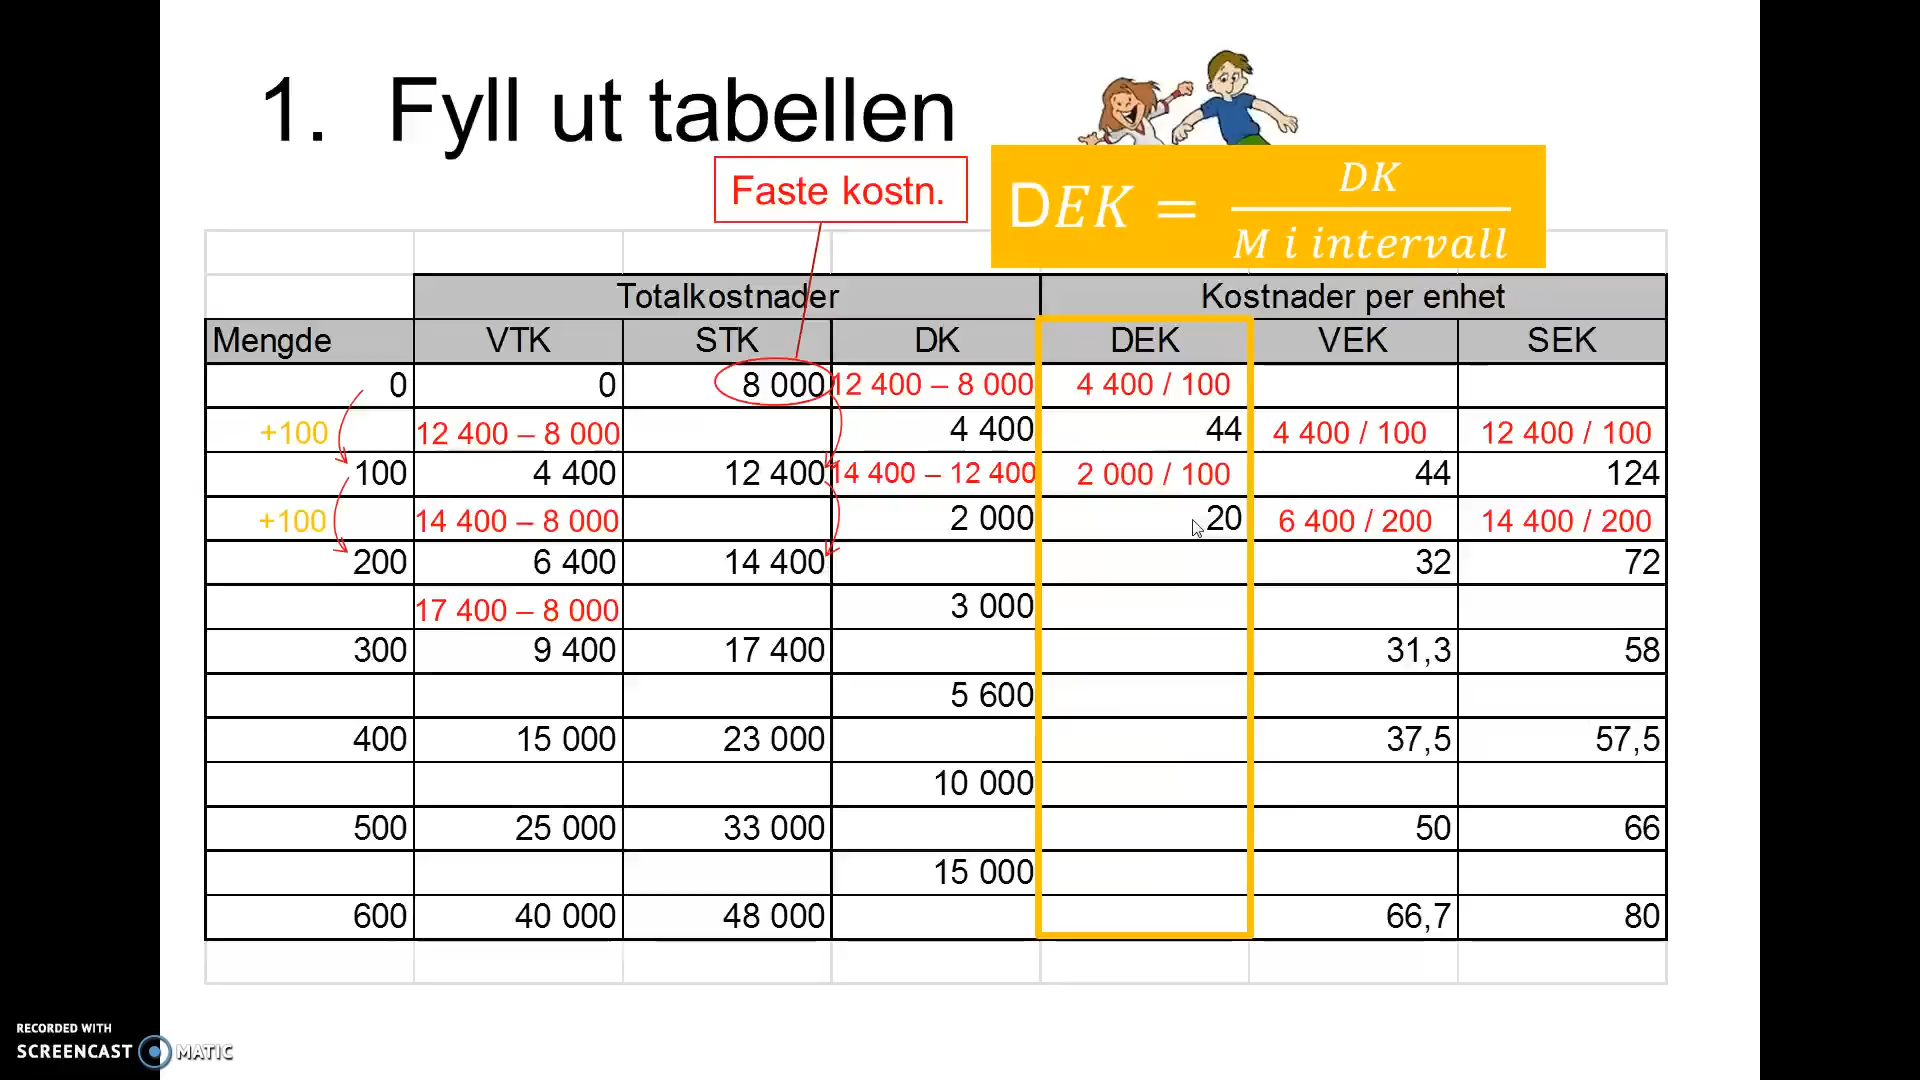 1. Fyll ut tabellen
Faste kostn.
DEK = DK / M i intervall
Totalkostnader Kostnader per enhet
Mengde VTK STK DK DEK VEK SEK
0 0 8 000 12 400 – 8 000 4 400 / 100
+100 12 400 – 8 000 4 400 44 4 400 / 100 12 400 / 100
100 4 400 12 400 14 400 – 12 400 2 000 / 100 44 124
+100 14 400 – 8 000 2 000 20 6 400 / 200 14 400 / 200
200 6 400 14 400 32 72
17 400 – 8 000 3 000
300 9 400 17 400 31,3 58
5 600
400 15 000 23 000 37,5 57,5
10 000
500 25 000 33 000 50 66
15 000
600 40 000 48 000 66,7 80
RECORDED WITH
SCREENCAST MATIC